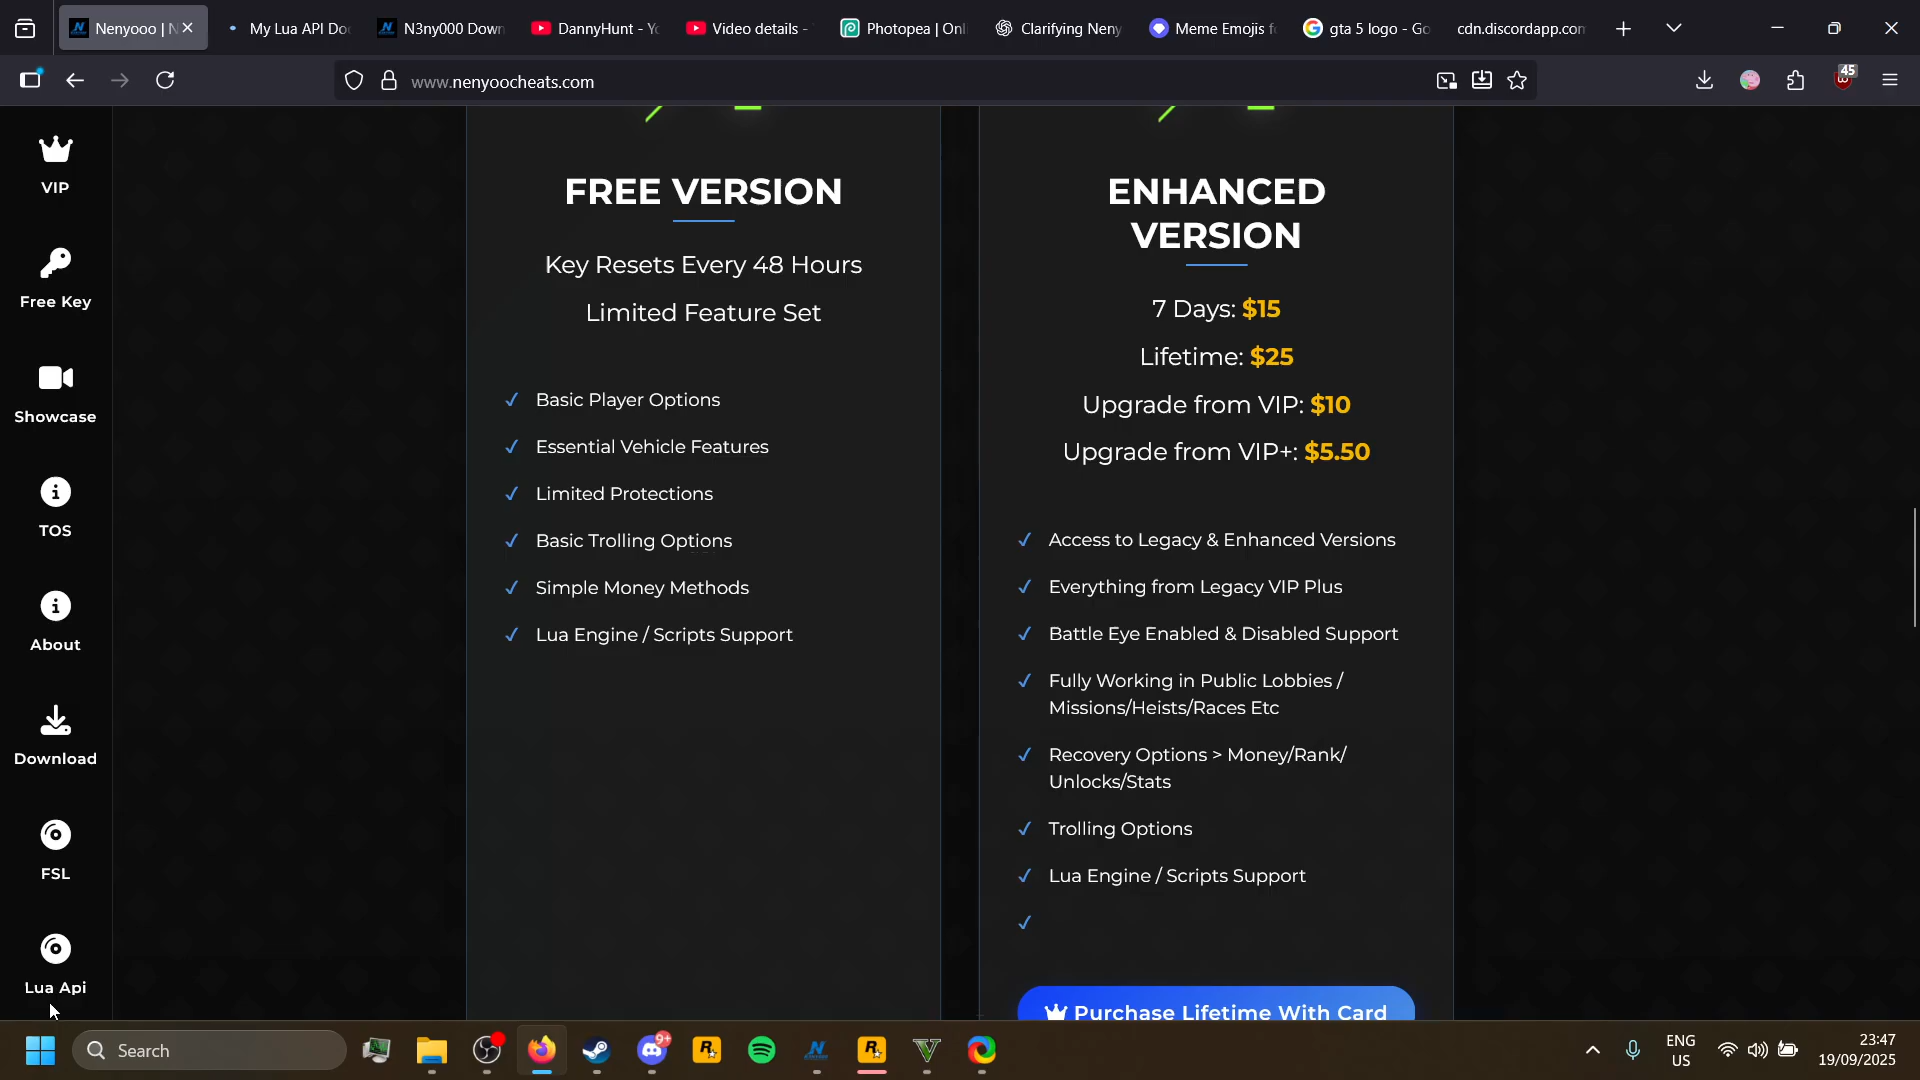 Nenyooo | N
My Lua API Do
N3ny000 Down
DannyHunt - Yo
Video details -
Photopea | Onli
Clarifying Neny
Meme Emojis f
gta 5 logo - Go
cdn.discordapp.com
www.nenyoocheats.com
45
VIP
Free Key
Showcase
TOS
About
Download
FSL
Lua Api
FREE VERSION
Key Resets Every 48 Hours
Limited Feature Set
✓ Basic Player Options
✓ Essential Vehicle Features
✓ Limited Protections
✓ Basic Trolling Options
✓ Simple Money Methods
✓ Lua Engine / Scripts Support
ENHANCED
VERSION
7 Days: $15
Lifetime: $25
Upgrade from VIP: $10
Upgrade from VIP+: $5.50
✓ Access to Legacy & Enhanced Versions
✓ Everything from Legacy VIP Plus
✓ Battle Eye Enabled & Disabled Support
✓ Fully Working in Public Lobbies /
Missions/Heists/Races Etc
✓ Recovery Options > Money/Rank/
Unlocks/Stats
✓ Trolling Options
✓ Lua Engine / Scripts Support
✓
Purchase Lifetime With Card
Search
9+
ENG
US
23:47
19/09/2025